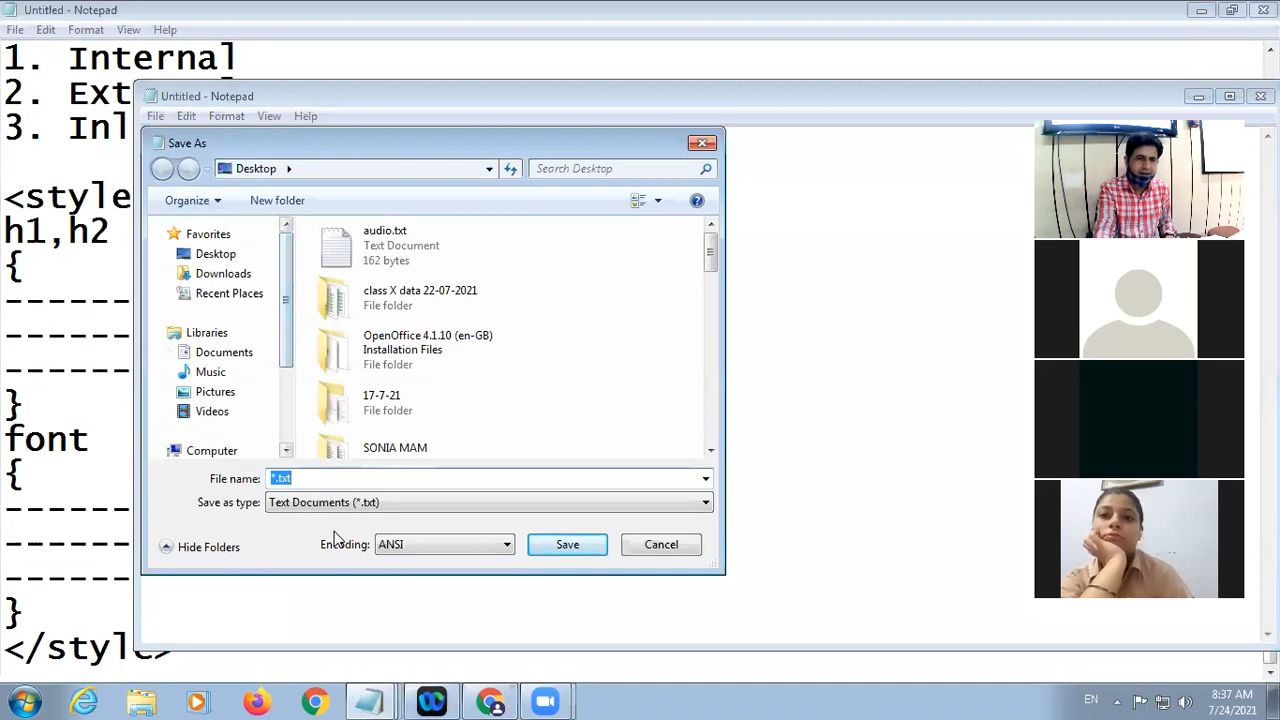 Untitled - Notepad
File Edit Format View Help
1. Internal
2. Ext
3. Inl
<style
h1,h2
{
--------
--------
--------
}
font
{
--------
--------
--------
}
</style>
Untitled - Notepad
File Edit Format View Help
Save As
Desktop
Search Desktop
Organize
New folder
Favorites
Desktop
Downloads
Recent Places
Libraries
Documents
Music
Pictures
Videos
Computer
audio.txt
Text Document
162 bytes
class X data 22-07-2021
File folder
OpenOffice 4.1.10 (en-GB)
Installation Files
File folder
17-7-21
File folder
SONIA MAM
File name: *.txt
Save as type: Text Documents (*.txt)
Hide Folders
Encoding: ANSI
Save
Cancel
EN
8:37 AM
7/24/2021